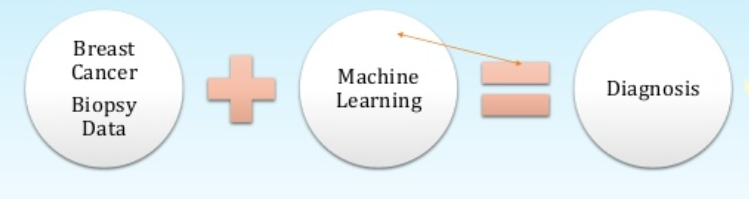 Breast
Cancer
Biopsy
Data
Machine
Learning
Diagnosis